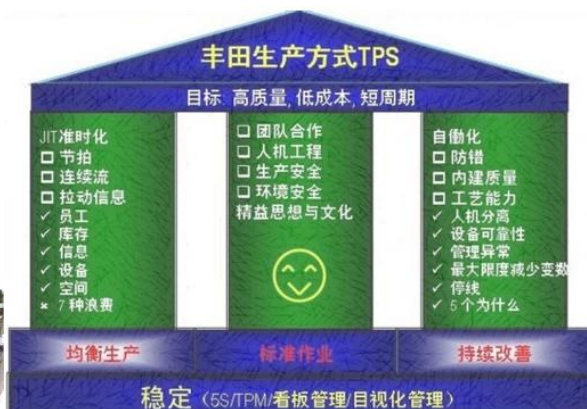 丰田生产方式TPS
目标: 高质量, 低成本, 短周期
JIT准时化
□ 节拍
□ 连续流
□ 拉动信息
✓ 员工
✓ 库存
✓ 信息
✓ 设备
✓ 空间
× 7 种浪费
❑ 团队合作
❑ 人机工程
❑ 生产安全
❑ 环境安全
精益思想与文化
自働化
□ 防错
□ 内建质量
□ 工艺能力
✓ 人机分离
✓ 设备可靠性
✓ 管理异常
✓ 最大限度减少变数
✓ 停线
✓ 5 个为什么
均衡生产
标准作业
持续改善
稳定（5S/TPM/看板管理/目视化管理）